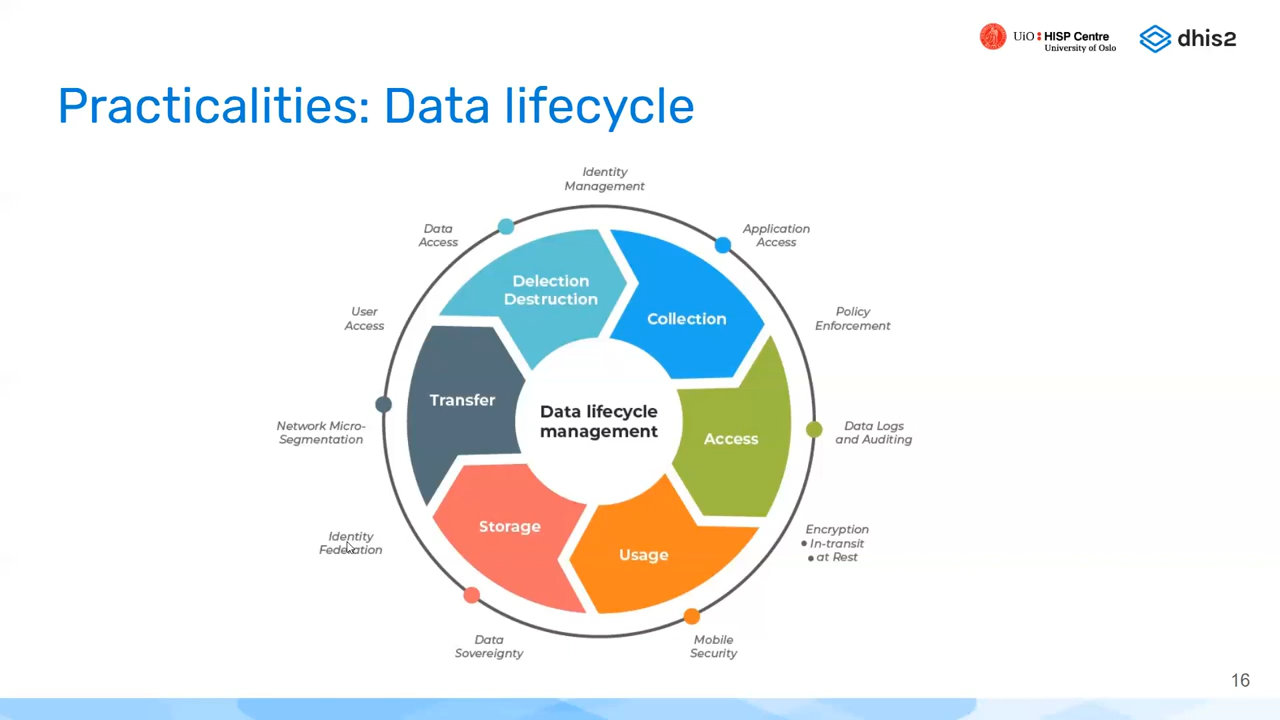 UiO HISP Centre
University of Oslo
dhis2
Practicalities: Data lifecycle
Identity
Management
Data
Access
Application
Access
User
Access
Policy
Enforcement
Delection
Destruction
Collection
Transfer
Access
Data lifecycle
management
Network Micro-
Segmentation
Data Logs
and Auditing
Storage
Usage
Identity
Federation
Encryption
• In-transit
• at Rest
Data
Sovereignty
Mobile
Security
16